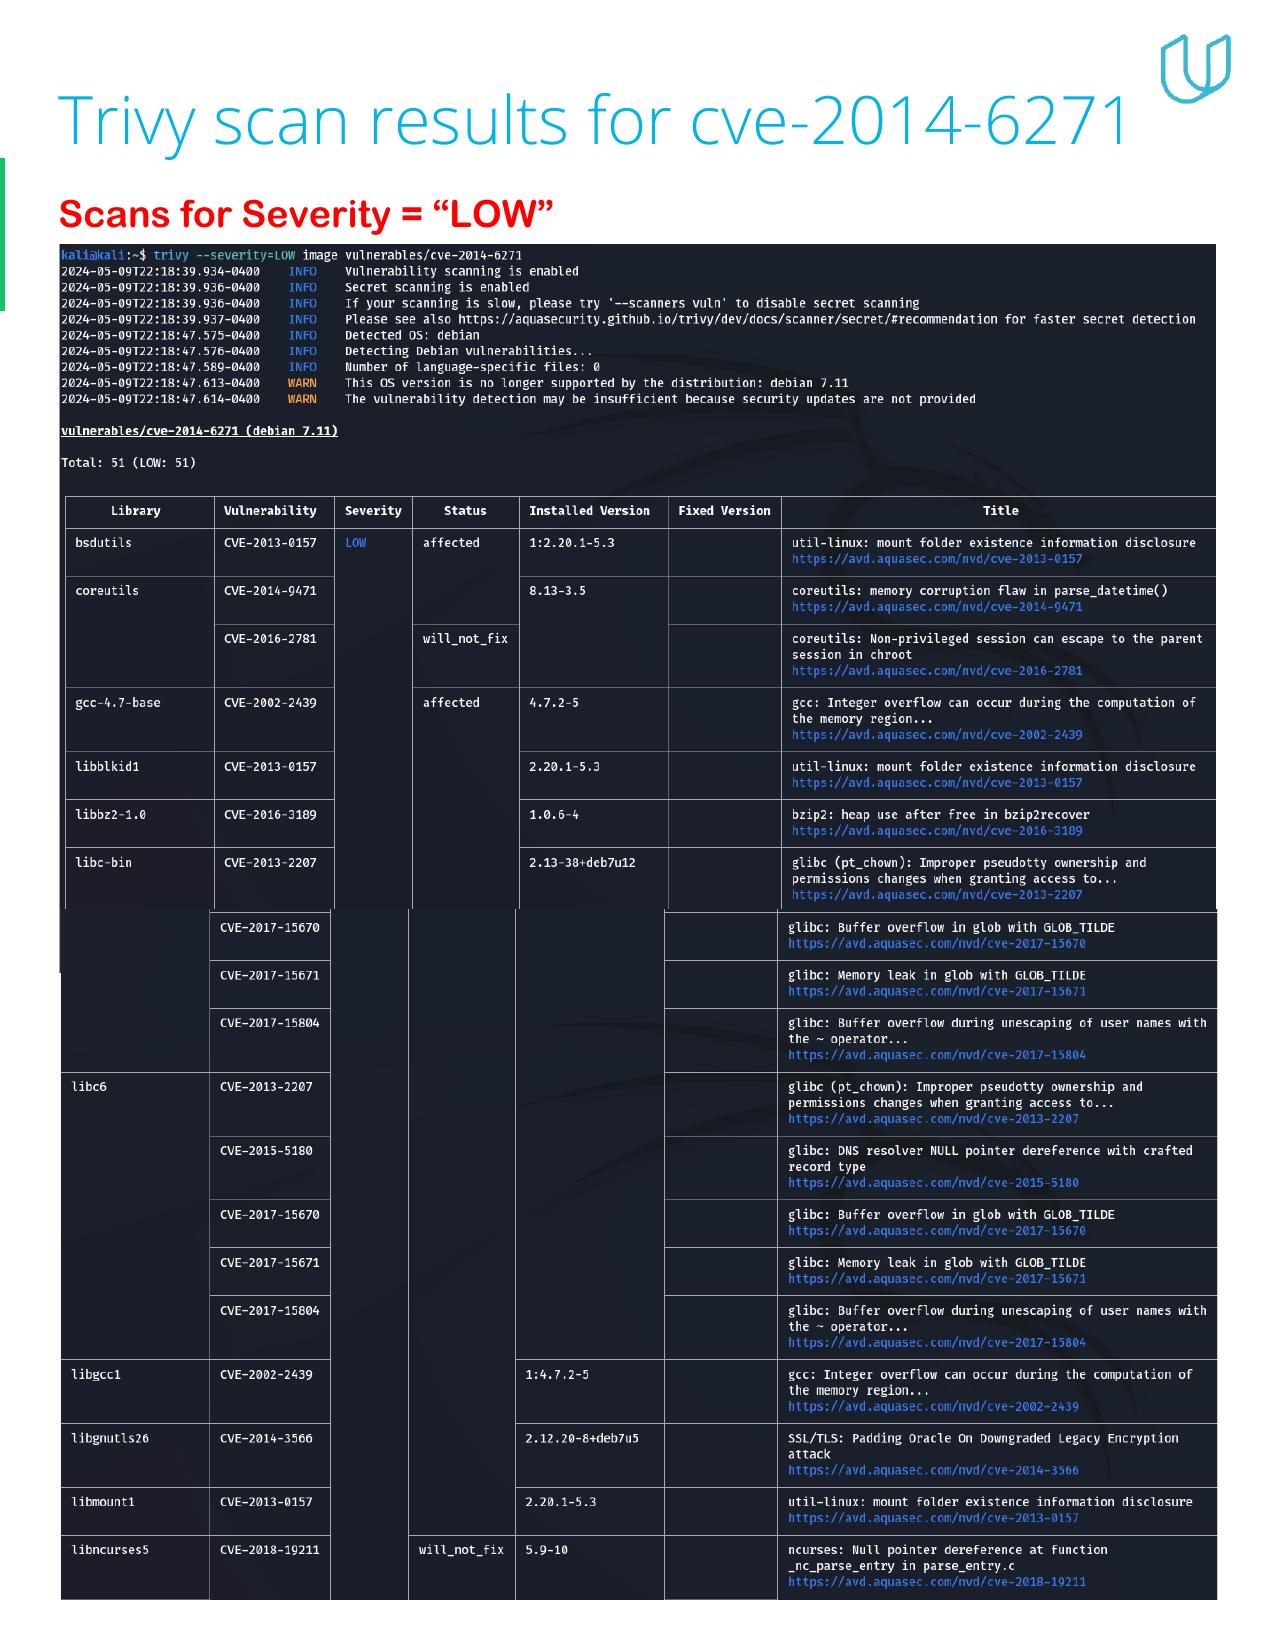 Trivy scan results for cve-2014-6271
Scans for Severity = “LOW”
kali@kali:~$ trivy --severity=LOW image vulnerables/cve-2014-6271
2024-05-09T22:18:39.934-0400 INFO Vulnerability scanning is enabled
2024-05-09T22:18:39.936-0400 INFO Secret scanning is enabled
2024-05-09T22:18:39.936-0400 INFO If your scanning is slow, please try '--scanners vuln' to disable secret scanning
2024-05-09T22:18:39.937-0400 INFO Please see also https://aquasecurity.github.io/trivy/dev/docs/scanner/secret/#recommendation for faster secret detection
2024-05-09T22:18:47.575-0400 INFO Detected OS: debian
2024-05-09T22:18:47.576-0400 INFO Detecting Debian vulnerabilities...
2024-05-09T22:18:47.589-0400 INFO Number of language-specific files: 0
2024-05-09T22:18:47.613-0400 WARN This OS version is no longer supported by the distribution: debian 7.11
2024-05-09T22:18:47.614-0400 WARN The vulnerability detection may be insufficient because security updates are not provided
vulnerables/cve-2014-6271 (debian 7.11)
Total: 51 (LOW: 51)
Library Vulnerability Severity Status Installed Version Fixed Version Title
bsdutils CVE-2013-0157 LOW affected 1:2.20.1-5.3 util-linux: mount folder existence information disclosure
https://avd.aquasec.com/nvd/cve-2013-0157
coreutils CVE-2014-9471 8.13-3.5 coreutils: memory corruption flaw in parse_datetime()
https://avd.aquasec.com/nvd/cve-2014-9471
CVE-2016-2781 will_not_fix coreutils: Non-privileged session can escape to the parent
session in chroot
https://avd.aquasec.com/nvd/cve-2016-2781
gcc-4.7-base CVE-2002-2439 affected 4.7.2-5 gcc: Integer overflow can occur during the computation of
the memory region...
https://avd.aquasec.com/nvd/cve-2002-2439
libblkid1 CVE-2013-0157 2.20.1-5.3 util-linux: mount folder existence information disclosure
https://avd.aquasec.com/nvd/cve-2013-0157
libbz2-1.0 CVE-2016-3189 1.0.6-4 bzip2: heap use after free in bzip2recover
https://avd.aquasec.com/nvd/cve-2016-3189
libc-bin CVE-2013-2207 2.13-38+deb7u12 glibc (pt_chown): Improper pseudotty ownership and
permissions changes when granting access to...
https://avd.aquasec.com/nvd/cve-2013-2207
CVE-2017-15670 glibc: Buffer overflow in glob with GLOB_TILDE
https://avd.aquasec.com/nvd/cve-2017-15670
CVE-2017-15671 glibc: Memory leak in glob with GLOB_TILDE
https://avd.aquasec.com/nvd/cve-2017-15671
CVE-2017-15804 glibc: Buffer overflow during unescaping of user names with
the ~ operator...
https://avd.aquasec.com/nvd/cve-2017-15804
libc6 CVE-2013-2207 glibc (pt_chown): Improper pseudotty ownership and
permissions changes when granting access to...
https://avd.aquasec.com/nvd/cve-2013-2207
CVE-2015-5180 glibc: DNS resolver NULL pointer dereference with crafted
record type
https://avd.aquasec.com/nvd/cve-2015-5180
CVE-2017-15670 glibc: Buffer overflow in glob with GLOB_TILDE
https://avd.aquasec.com/nvd/cve-2017-15670
CVE-2017-15671 glibc: Memory leak in glob with GLOB_TILDE
https://avd.aquasec.com/nvd/cve-2017-15671
CVE-2017-15804 glibc: Buffer overflow during unescaping of user names with
the ~ operator...
https://avd.aquasec.com/nvd/cve-2017-15804
libgcc1 CVE-2002-2439 1:4.7.2-5 gcc: Integer overflow can occur during the computation of
the memory region...
https://avd.aquasec.com/nvd/cve-2002-2439
libgnutls26 CVE-2014-3566 2.12.20-8+deb7u5 SSL/TLS: Padding Oracle On Downgraded Legacy Encryption
attack
https://avd.aquasec.com/nvd/cve-2014-3566
libmount1 CVE-2013-0157 2.20.1-5.3 util-linux: mount folder existence information disclosure
https://avd.aquasec.com/nvd/cve-2013-0157
libncurses5 CVE-2018-19211 will_not_fix 5.9-10 ncurses: Null pointer dereference at function
_nc_parse_entry in parse_entry.c
https://avd.aquasec.com/nvd/cve-2018-19211